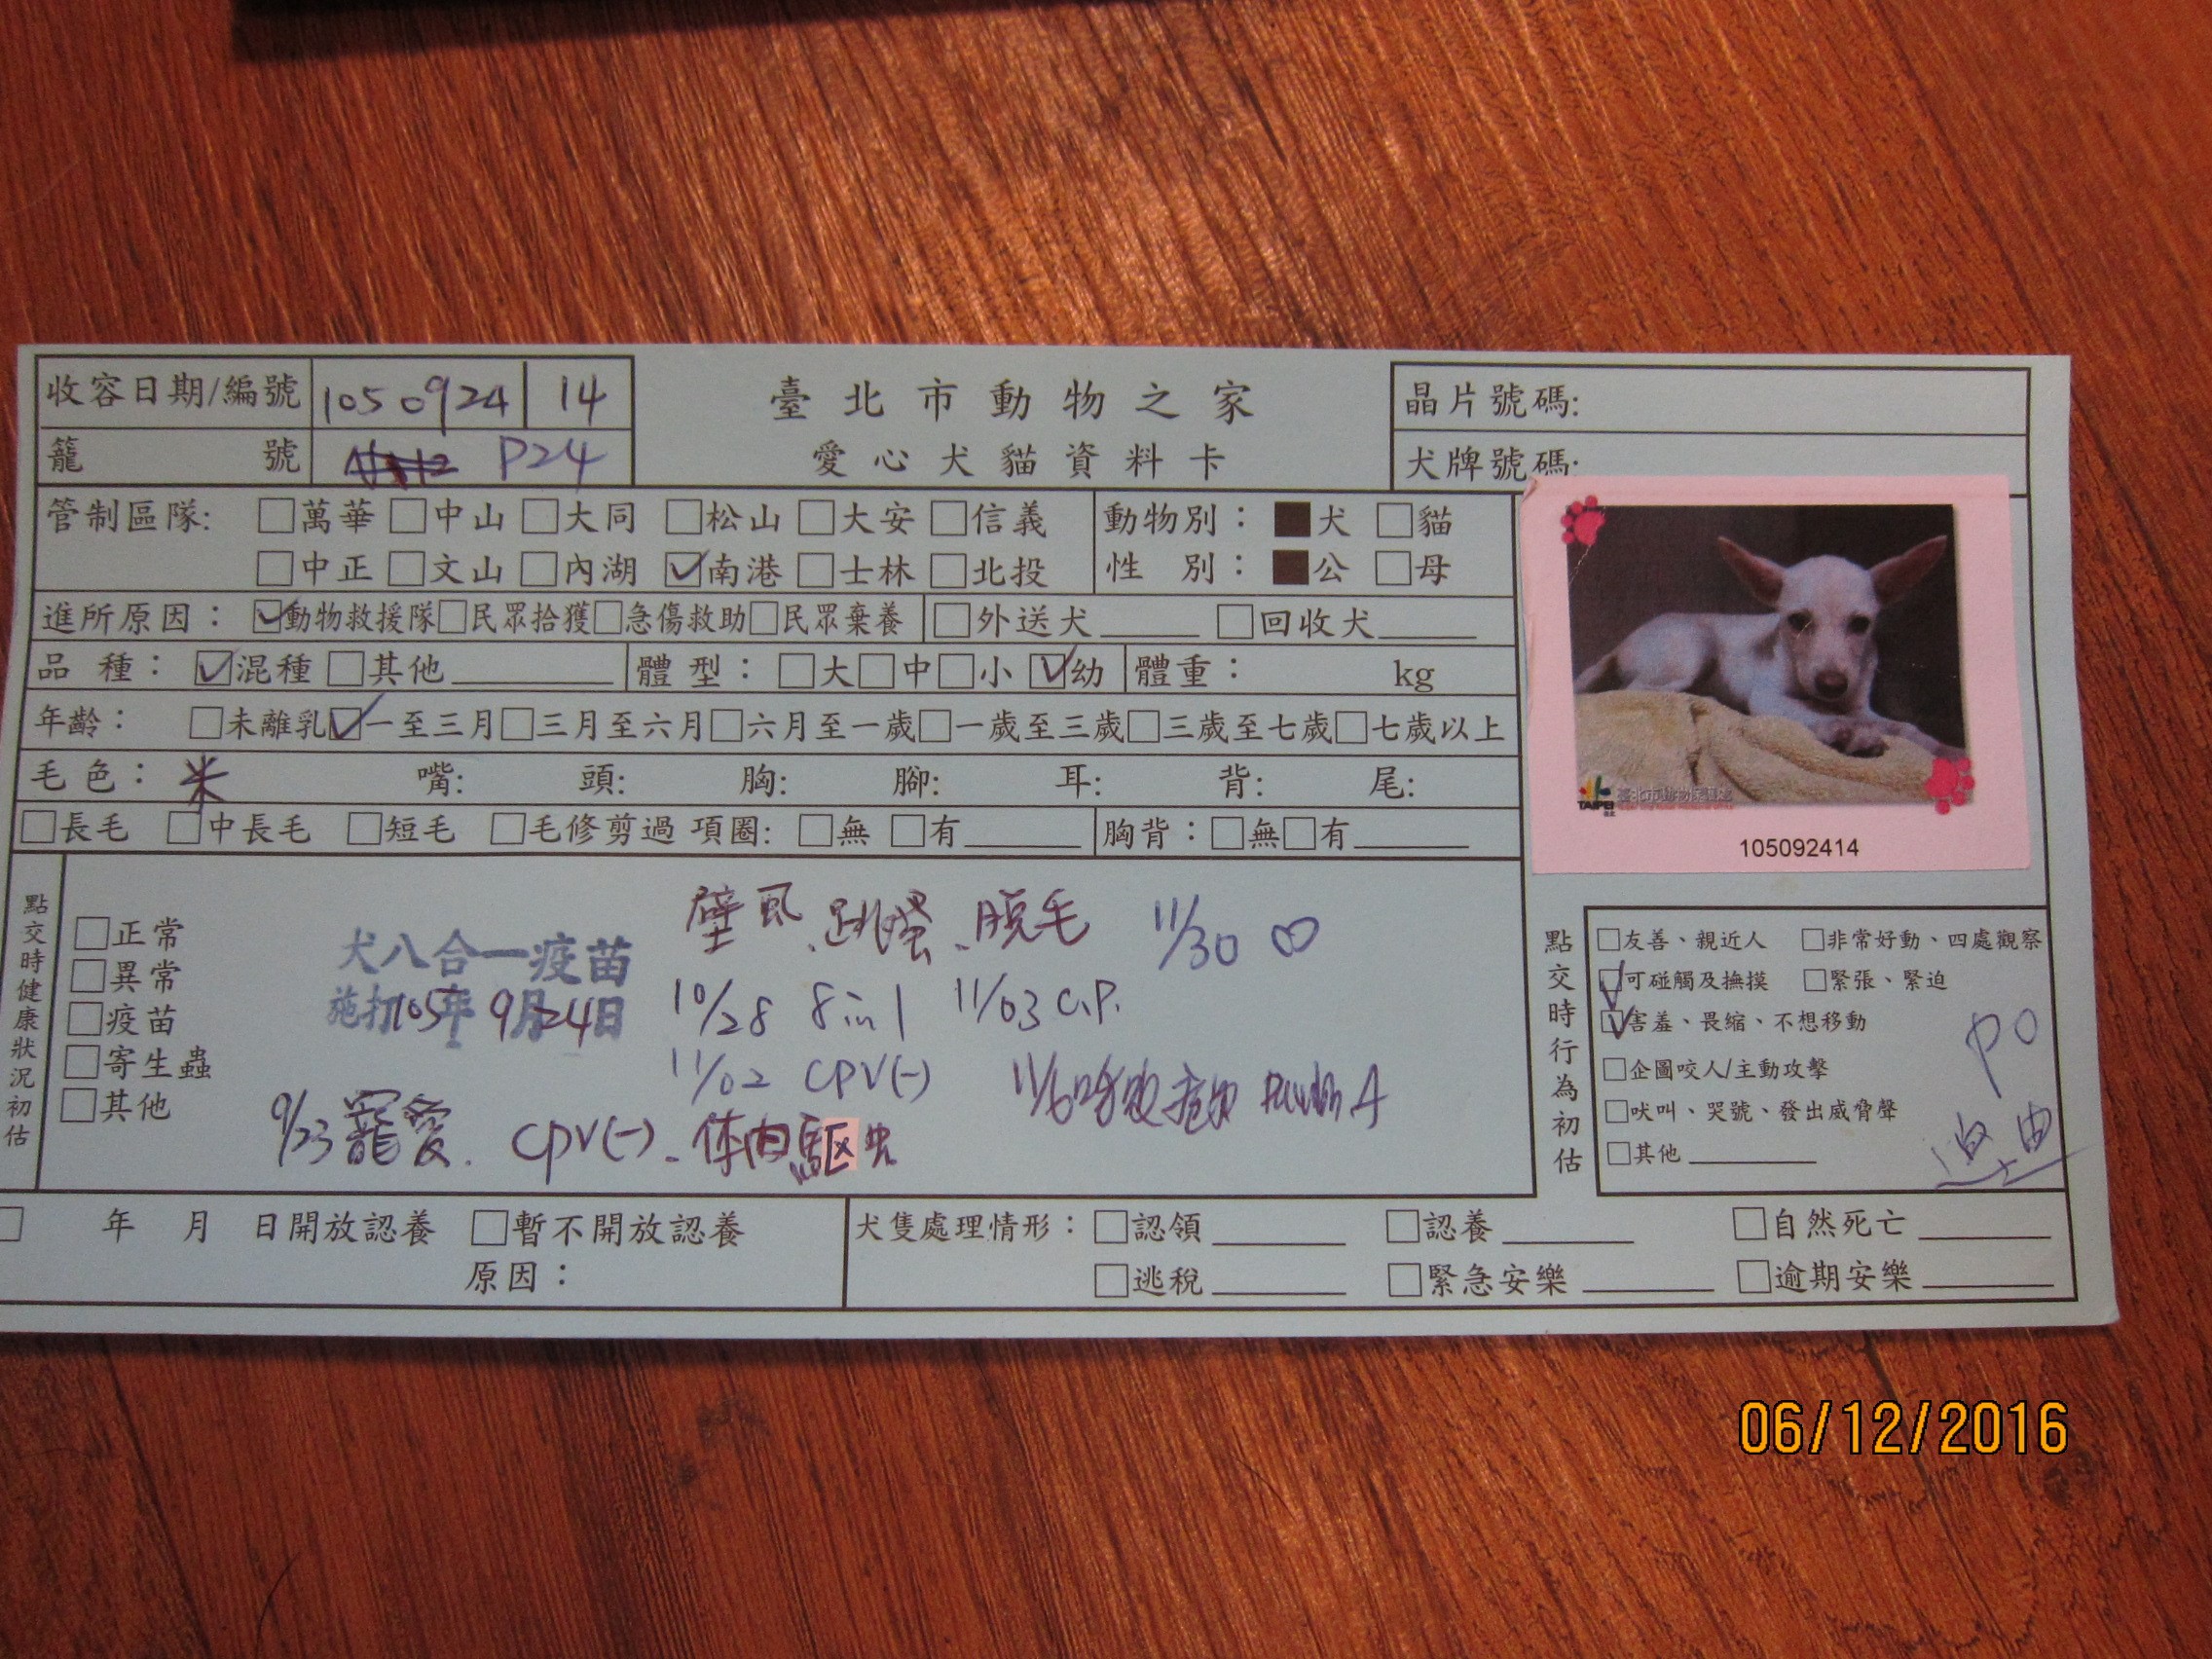 收容日期/編號 1050924 14
臺北市動物之家
晶片號碼:
籠號 P24
愛心犬貓資料卡
犬牌號碼:
管制區隊: □萬華 □中山 □大同 □松山 □大安 □信義
動物別： ■犬 □貓
□中正 □文山 □內湖 ☑南港 □士林 □北投
性別： ■公 □母
進所原因： ☑動物救援隊 □民眾拾獲 □急傷救助 □民眾棄養 □外送犬 □回收犬
品種： ☑混種 □其他 體型： □大 □中 □小 ☑幼 體重： kg
年齡： □未離乳 ☑一至三月 □三月至六月 □六月至一歲 □一歲至三歲 □三歲至七歲 □七歲以上
毛色： 米 嘴: 頭: 胸: 腳: 耳: 背: 尾:
□長毛 □中長毛 □短毛 □毛修剪過 項圈: □無 □有 胸背： □無 □有
TAIPEI
臺北市動物保護處
105092414
點交時健康狀況初估
□正常
□異常
□疫苗
□寄生蟲
□其他
壁虱、跳蚤、脫毛 11/30
犬八合一疫苗
施打105年9月24日
10/28 8in1 11/03 C.P.
11/02 CPV(-)
9/23 寵愛. CPV(-)、体內驅虫
點交時行為初估
□友善、親近人 □非常好動、四處觀察
☑可碰觸及撫摸 □緊張、緊迫
☑害羞、畏縮、不想移動
□企圖咬人/主動攻擊
□吠叫、哭號、發出威脅聲
□其他
PO
□ 年 月 日開放認養 □暫不開放認養
原因：
犬隻處理情形： □認領 □認養 □自然死亡
□逃稅 □緊急安樂 □逾期安樂
06/12/2016